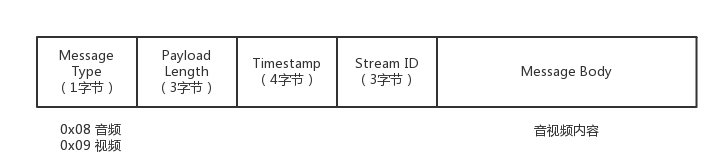 Message
Type
（1字节）
Payload
Length
（3字节）
Timestamp
（4字节）
Stream ID
（3字节）
Message Body
0x08 音频
0x09 视频
音视频内容